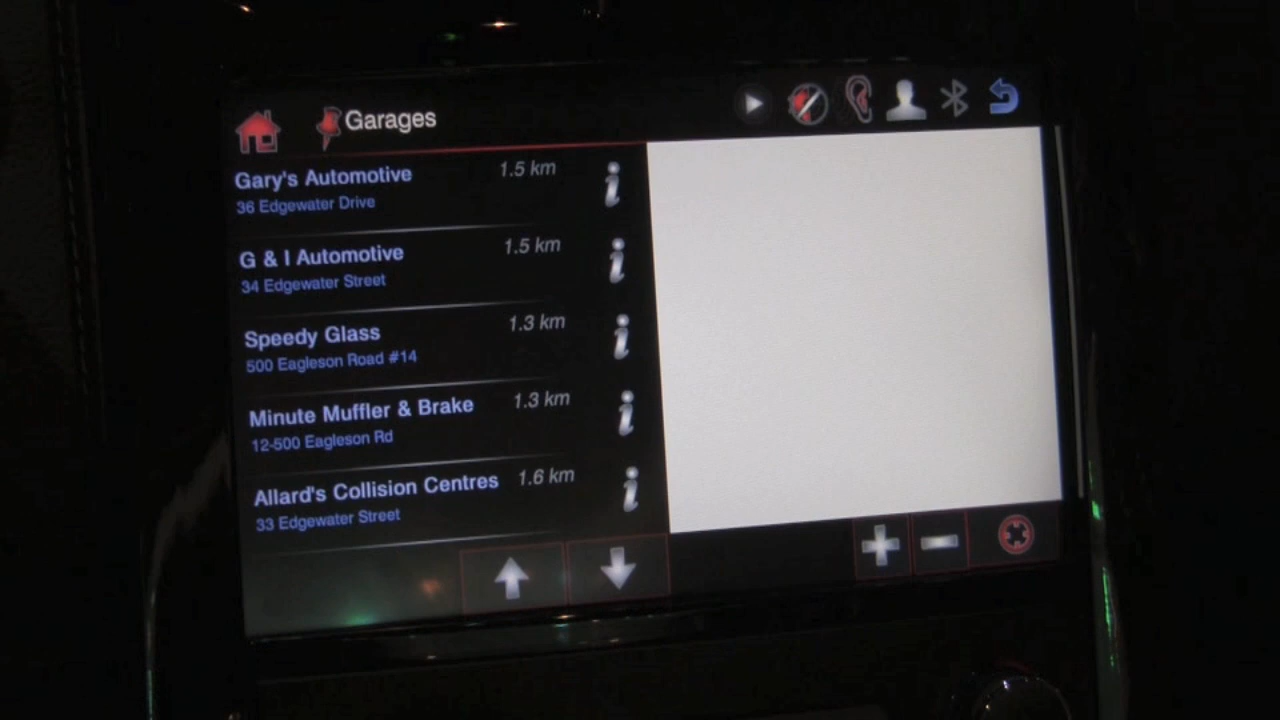 Garages
Gary's Automotive 1.5 km
36 Edgewater Drive
G & I Automotive 1.5 km
34 Edgewater Street
Speedy Glass 1.3 km
500 Eagleson Road #14
Minute Muffler & Brake 1.3 km
12-500 Eagleson Rd
Allard's Collision Centres 1.6 km
33 Edgewater Street